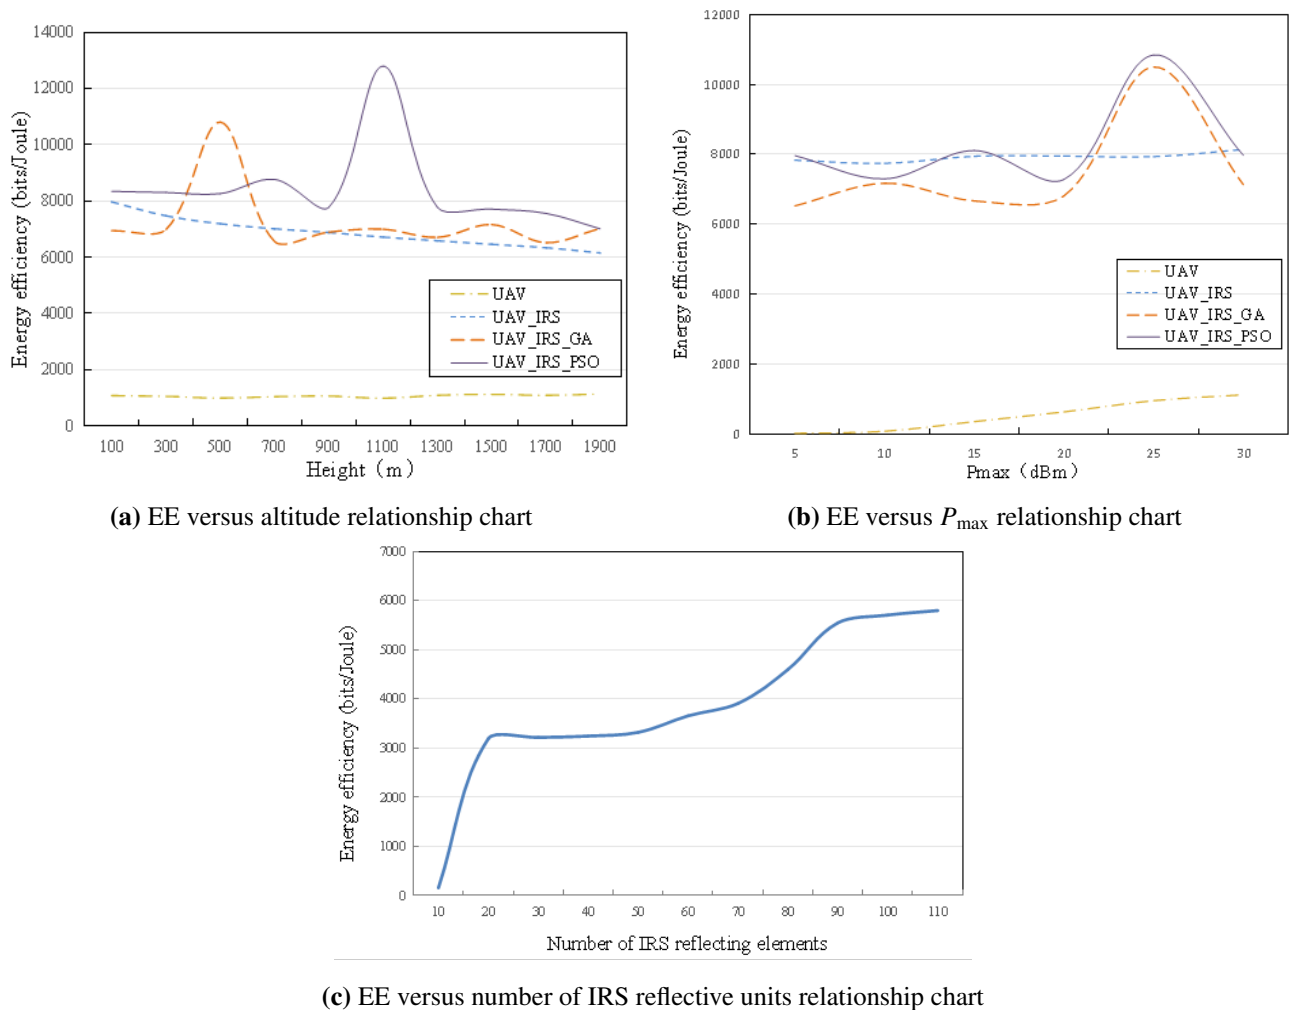 14000
12000
10000
8000
6000
4000
2000
0
Energy efficiency (bits/Joule)
UAV
UAV_IRS
UAV_IRS_GA
UAV_IRS_PSO
100 300 500 700 900 1100 1300 1500 1700 1900
Height（m）
(a) EE versus altitude relationship chart
12000
10000
8000
6000
4000
2000
0
Energy efficiency (bits/Joule)
UAV
UAV_IRS
UAV_IRS_GA
UAV_IRS_PSO
5 10 15 20 25 30
Pmax（dBm）
(b) EE versus Pmax relationship chart
7000
6000
5000
4000
3000
2000
1000
0
Energy efficiency (bits/Joule)
10 20 30 40 50 60 70 80 90 100 110
Number of IRS reflecting elements
(c) EE versus number of IRS reflective units relationship chart